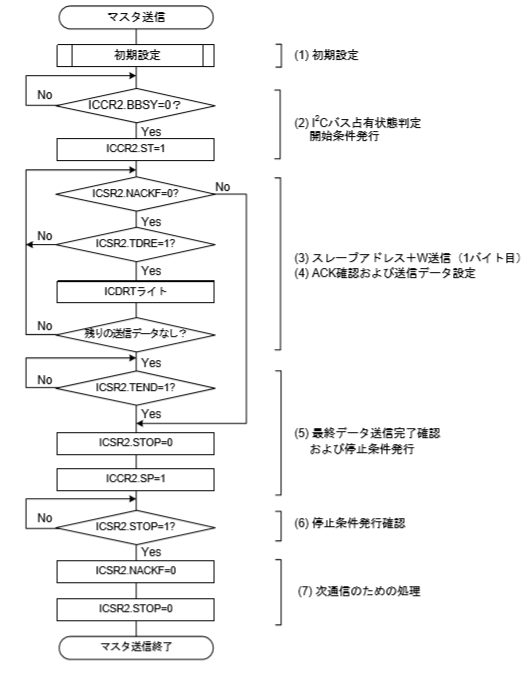 マスタ送信
初期設定
(1) 初期設定
No
ICCR2.BBSY=0？
Yes
ICCR2.ST=1
(2) I²Cバス占有状態判定
開始条件発行
ICSR2.NACKF=0?
No
Yes
No
ICSR2.TDRE=1?
Yes
ICDRTライト
(3) スレーブアドレス＋W送信（1バイト目）
(4) ACK確認および送信データ設定
No
残りの送信データなし？
Yes
No
ICSR2.TEND=1?
Yes
ICSR2.STOP=0
ICCR2.SP=1
(5) 最終データ送信完了確認
および停止条件発行
No
ICSR2.STOP=1?
Yes
(6) 停止条件発行確認
ICSR2.NACKF=0
ICSR2.STOP=0
(7) 次通信のための処理
マスタ送信終了